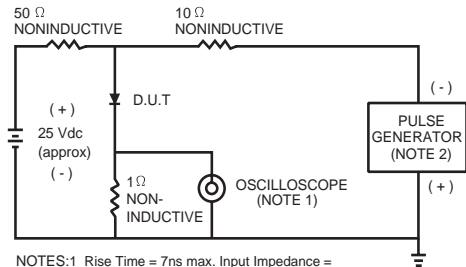 50 Ω
NONINDUCTIVE
10 Ω
NONINDUCTIVE
D.U.T
( + )
25 Vdc
(approx)
( - )
1Ω
NON-
INDUCTIVE
OSCILLOSCOPE
(NOTE 1)
( - )
PULSE
GENERATOR
(NOTE 2)
( + )
NOTES:1 Rise Time = 7ns max. Input Impedance =